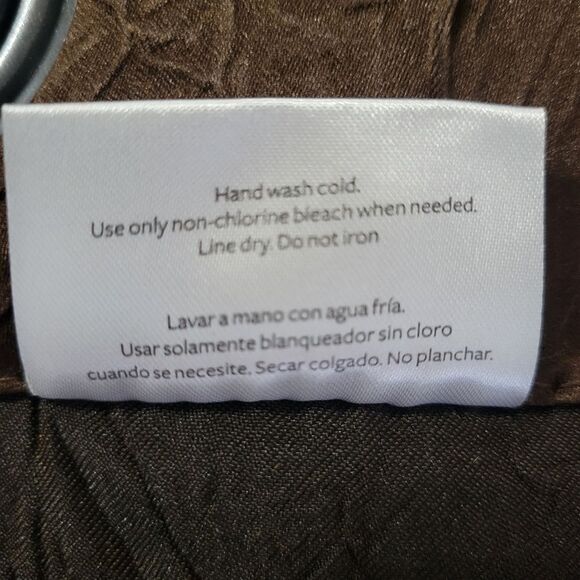 Hand wash cold.
Use only non-chlorine bleach when needed.
Line dry. Do not iron
Lavar a mano con agua fría.
Usar solamente blanqueador sin cloro
cuando se necesite. Secar colgado. No planchar.